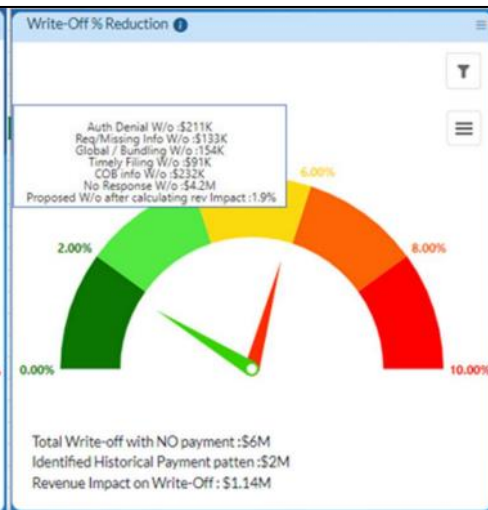 Write-Off % Reduction i
Auth Denial W/o :$211K
Req/Missing Info W/o :$133K
Global / Bundling W/o :154K
Timely Filing W/o :$91K
COB info W/o :$232K
No Response W/o :$4.2M
Proposed W/o after calculating rev Impact :1.9%
6.00%
2.00%
8.00%
0.00%
10.00%
Total Write-off with NO payment :$6M
Identified Historical Payment patten :$2M
Revenue Impact on Write-Off : $1.14M